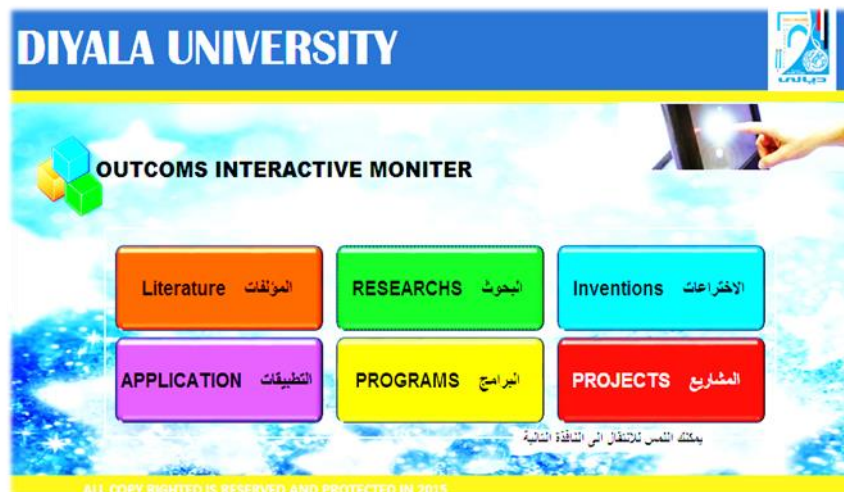 DIYALA UNIVERSITY
ديالى
OUTCOMS INTERACTIVE MONITER
Literature المؤلفات
RESEARCHS البحوث
Inventions الاختراعات
APPLICATION التطبيقات
PROGRAMS البرامج
PROJECTS المشاريع
يمكنك اللمس للانتقال الى النافذة التالية
ALL COPY RIGHTED IS RESERVED AND PROTECTED IN 2015